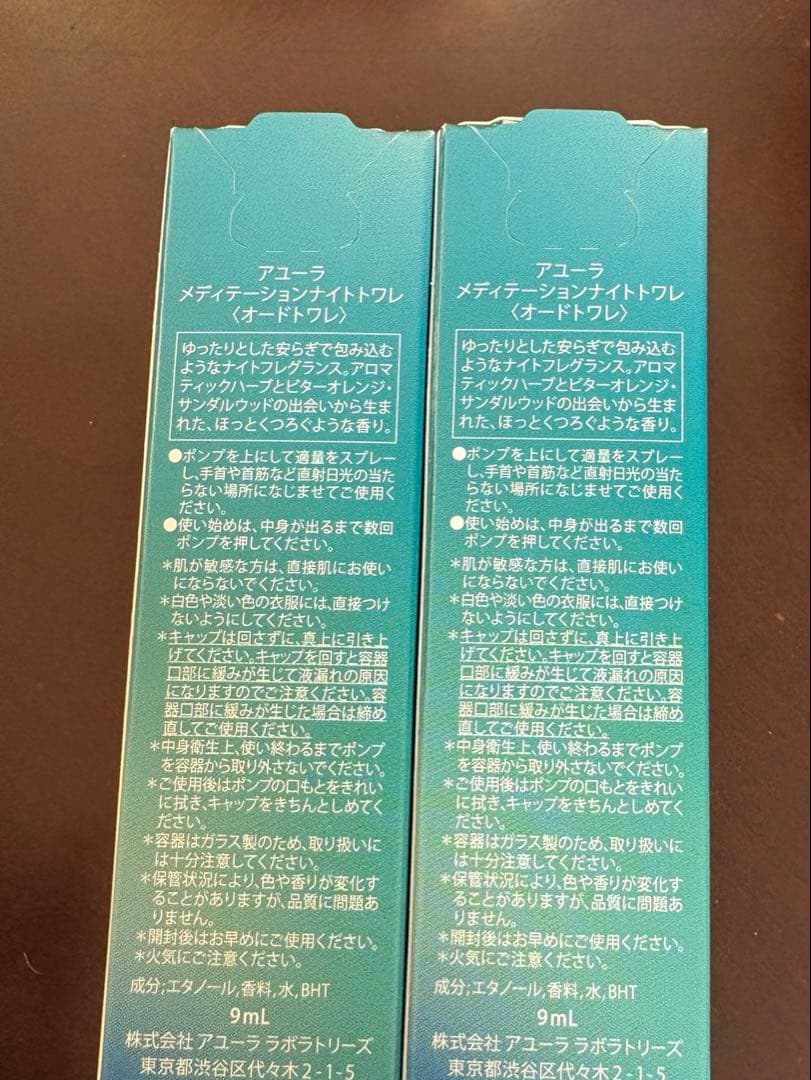 アユーラ
メディテーションナイトトワレ
〈オードトワレ〉
ゆったりとした安らぎで包み込む
ようなナイトフレグランス。アロマ
ティックハーブとビターオレンジ・
サンダルウッドの出会いから生ま
れた、ほっとくつろぐような香り。
●ポンプを上にして適量をスプレー
し、手首や首筋など直射日光の当た
らない場所になじませてご使用く
ださい。
●使い始めは、中身が出るまで数回
ポンプを押してください。
＊肌が敏感な方は、直接肌にお使い
にならないでください。
＊白色や淡い色の衣服には、直接つけ
ないようにしてください。
＊キャップは回さずに、真上に引き上
げてください。キャップを回すと容器
口部に緩みが生じて液漏れの原因
になりますのでご注意ください。容
器口部に緩みが生じた場合は締め
直してご使用ください。
＊中身衛生上、使い終わるまでポンプ
を容器から取り外さないでください。
＊ご使用後はポンプの口もとをきれい
に拭き、キャップをきちんとしめてく
ださい。
＊容器はガラス製のため、取り扱いに
は十分注意してください。
＊保管状況により、色や香りが変化す
ることがありますが、品質に問題あ
りません。
＊開封後はお早めにご使用ください。
＊火気にご注意ください。
成分;エタノール,香料,水,BHT
9mL
株式会社 アユーラ ラボラトリーズ
東京都渋谷区代々木2-1-5
アユーラ
メディテーションナイトトワレ
〈オードトワレ〉
ゆったりとした安らぎで包み込む
ようなナイトフレグランス。アロマ
ティックハーブとビターオレンジ・
サンダルウッドの出会いから生ま
れた、ほっとくつろぐような香り。
●ポンプを上にして適量をスプレー
し、手首や首筋など直射日光の当た
らない場所になじませてご使用く
ださい。
●使い始めは、中身が出るまで数回
ポンプを押してください。
＊肌が敏感な方は、直接肌にお使い
にならないでください。
＊白色や淡い色の衣服には、直接つけ
ないようにしてください。
＊キャップは回さずに、真上に引き上
げてください。キャップを回すと容器
口部に緩みが生じて液漏れの原因
になりますのでご注意ください。容
器口部に緩みが生じた場合は締め
直してご使用ください。
＊中身衛生上、使い終わるまでポンプ
を容器から取り外さないでください。
＊ご使用後はポンプの口もとをきれい
に拭き、キャップをきちんとしめてく
ださい。
＊容器はガラス製のため、取り扱いに
は十分注意してください。
＊保管状況により、色や香りが変化す
ることがありますが、品質に問題あ
りません。
＊開封後はお早めにご使用ください。
＊火気にご注意ください。
成分;エタノール,香料,水,BHT
9mL
株式会社 アユーラ ラボラトリーズ
東京都渋谷区代々木2-1-5